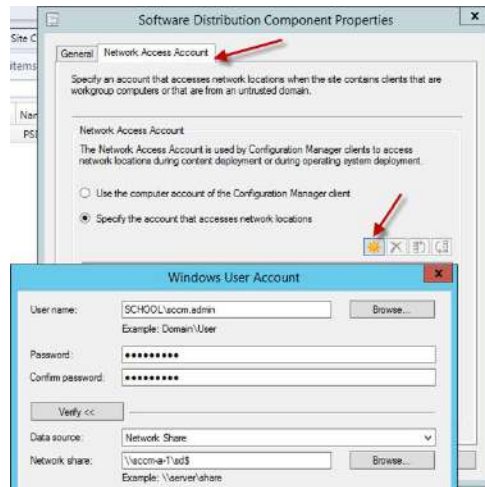 Software Distribution Component Properties
x
Site C
General
Network Access Account
items
Specify an account that accesses network locations when the site contains clients that are
workgroup computers or that are from an untrusted domain.
Nar
PSI
Network Access Account
The Network Access Account is used by Configuration Manager clients to access
network locations during content deployment or during operating system deployment.
Use the computer account of the Configuration Manager client
Specify the account that accesses network locations
Windows User Account
x
User name:
SCHOOL\sccm.admin
Browse...
Example: Domain\User
Password:
•••••••••
Confirm password:
•••••••••
Verify <<
Data source:
Network Share
Network share:
\\sccm-a-1\sd$
Browse...
Example: \\server\share